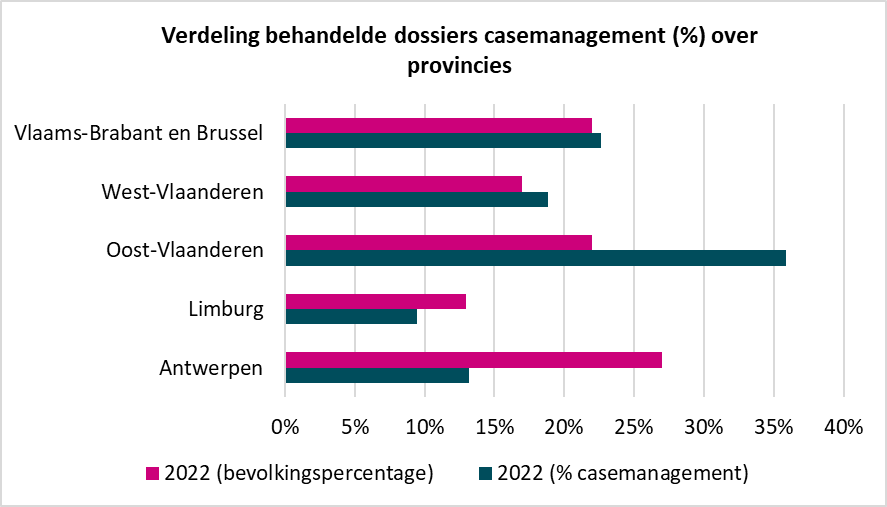 Verdeling behandelde dossiers casemanagement (%) over
provincies
Vlaams-Brabant en Brussel
West-Vlaanderen
Oost-Vlaanderen
Limburg
Antwerpen
0% 5% 10% 15% 20% 25% 30% 35% 40%
2022 (bevolkingspercentage) 2022 (% casemanagement)